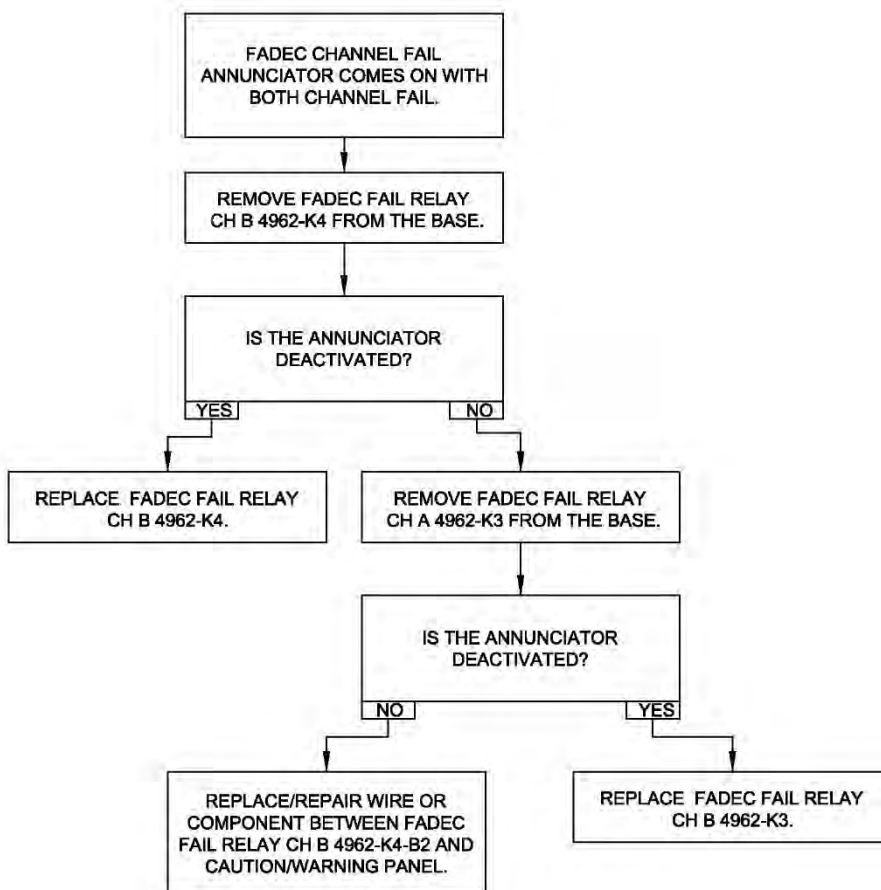 FADEC CHANNEL FAIL
ANNUNCIATOR COMES ON WITH
BOTH CHANNEL FAIL.
REMOVE FADEC FAIL RELAY
CH B 4962-K4 FROM THE BASE.
IS THE ANNUNCIATOR
DEACTIVATED?
YES
NO
REPLACE FADEC FAIL RELAY
CH B 4962-K4.
REMOVE FADEC FAIL RELAY
CH A 4962-K3 FROM THE BASE.
IS THE ANNUNCIATOR
DEACTIVATED?
NO
YES
REPLACE/REPAIR WIRE OR
COMPONENT BETWEEN FADEC
FAIL RELAY CH B 4962-K4-B2 AND
CAUTION/WARNING PANEL.
REPLACE FADEC FAIL RELAY
CH B 4962-K3.